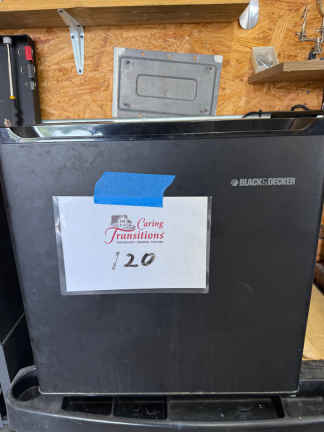 BLACK&DECKER
Caring
Transitions
120